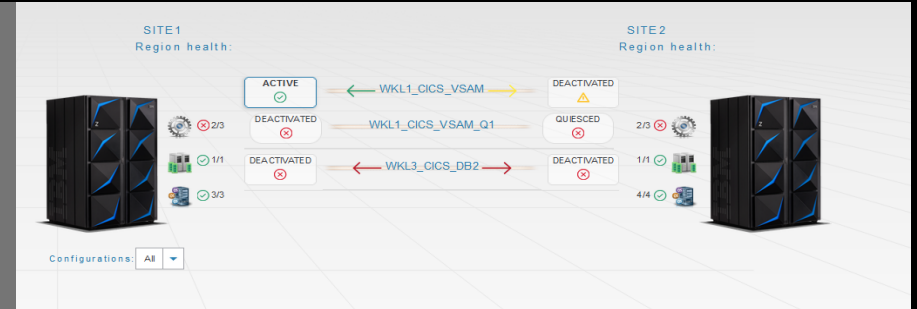 SITE1
Region health:
SITE2
Region health:
ACTIVE
WKL1_CICS_VSAM
DEACTIVATED
DEACTIVATED
WKL1_CICS_VSAM_Q1
QUIESCED
DEACTIVATED
WKL3_CICS_DB2
DEACTIVATED
2/3
1/1
3/3
2/3
1/1
4/4
Z
Z
Configurations: All